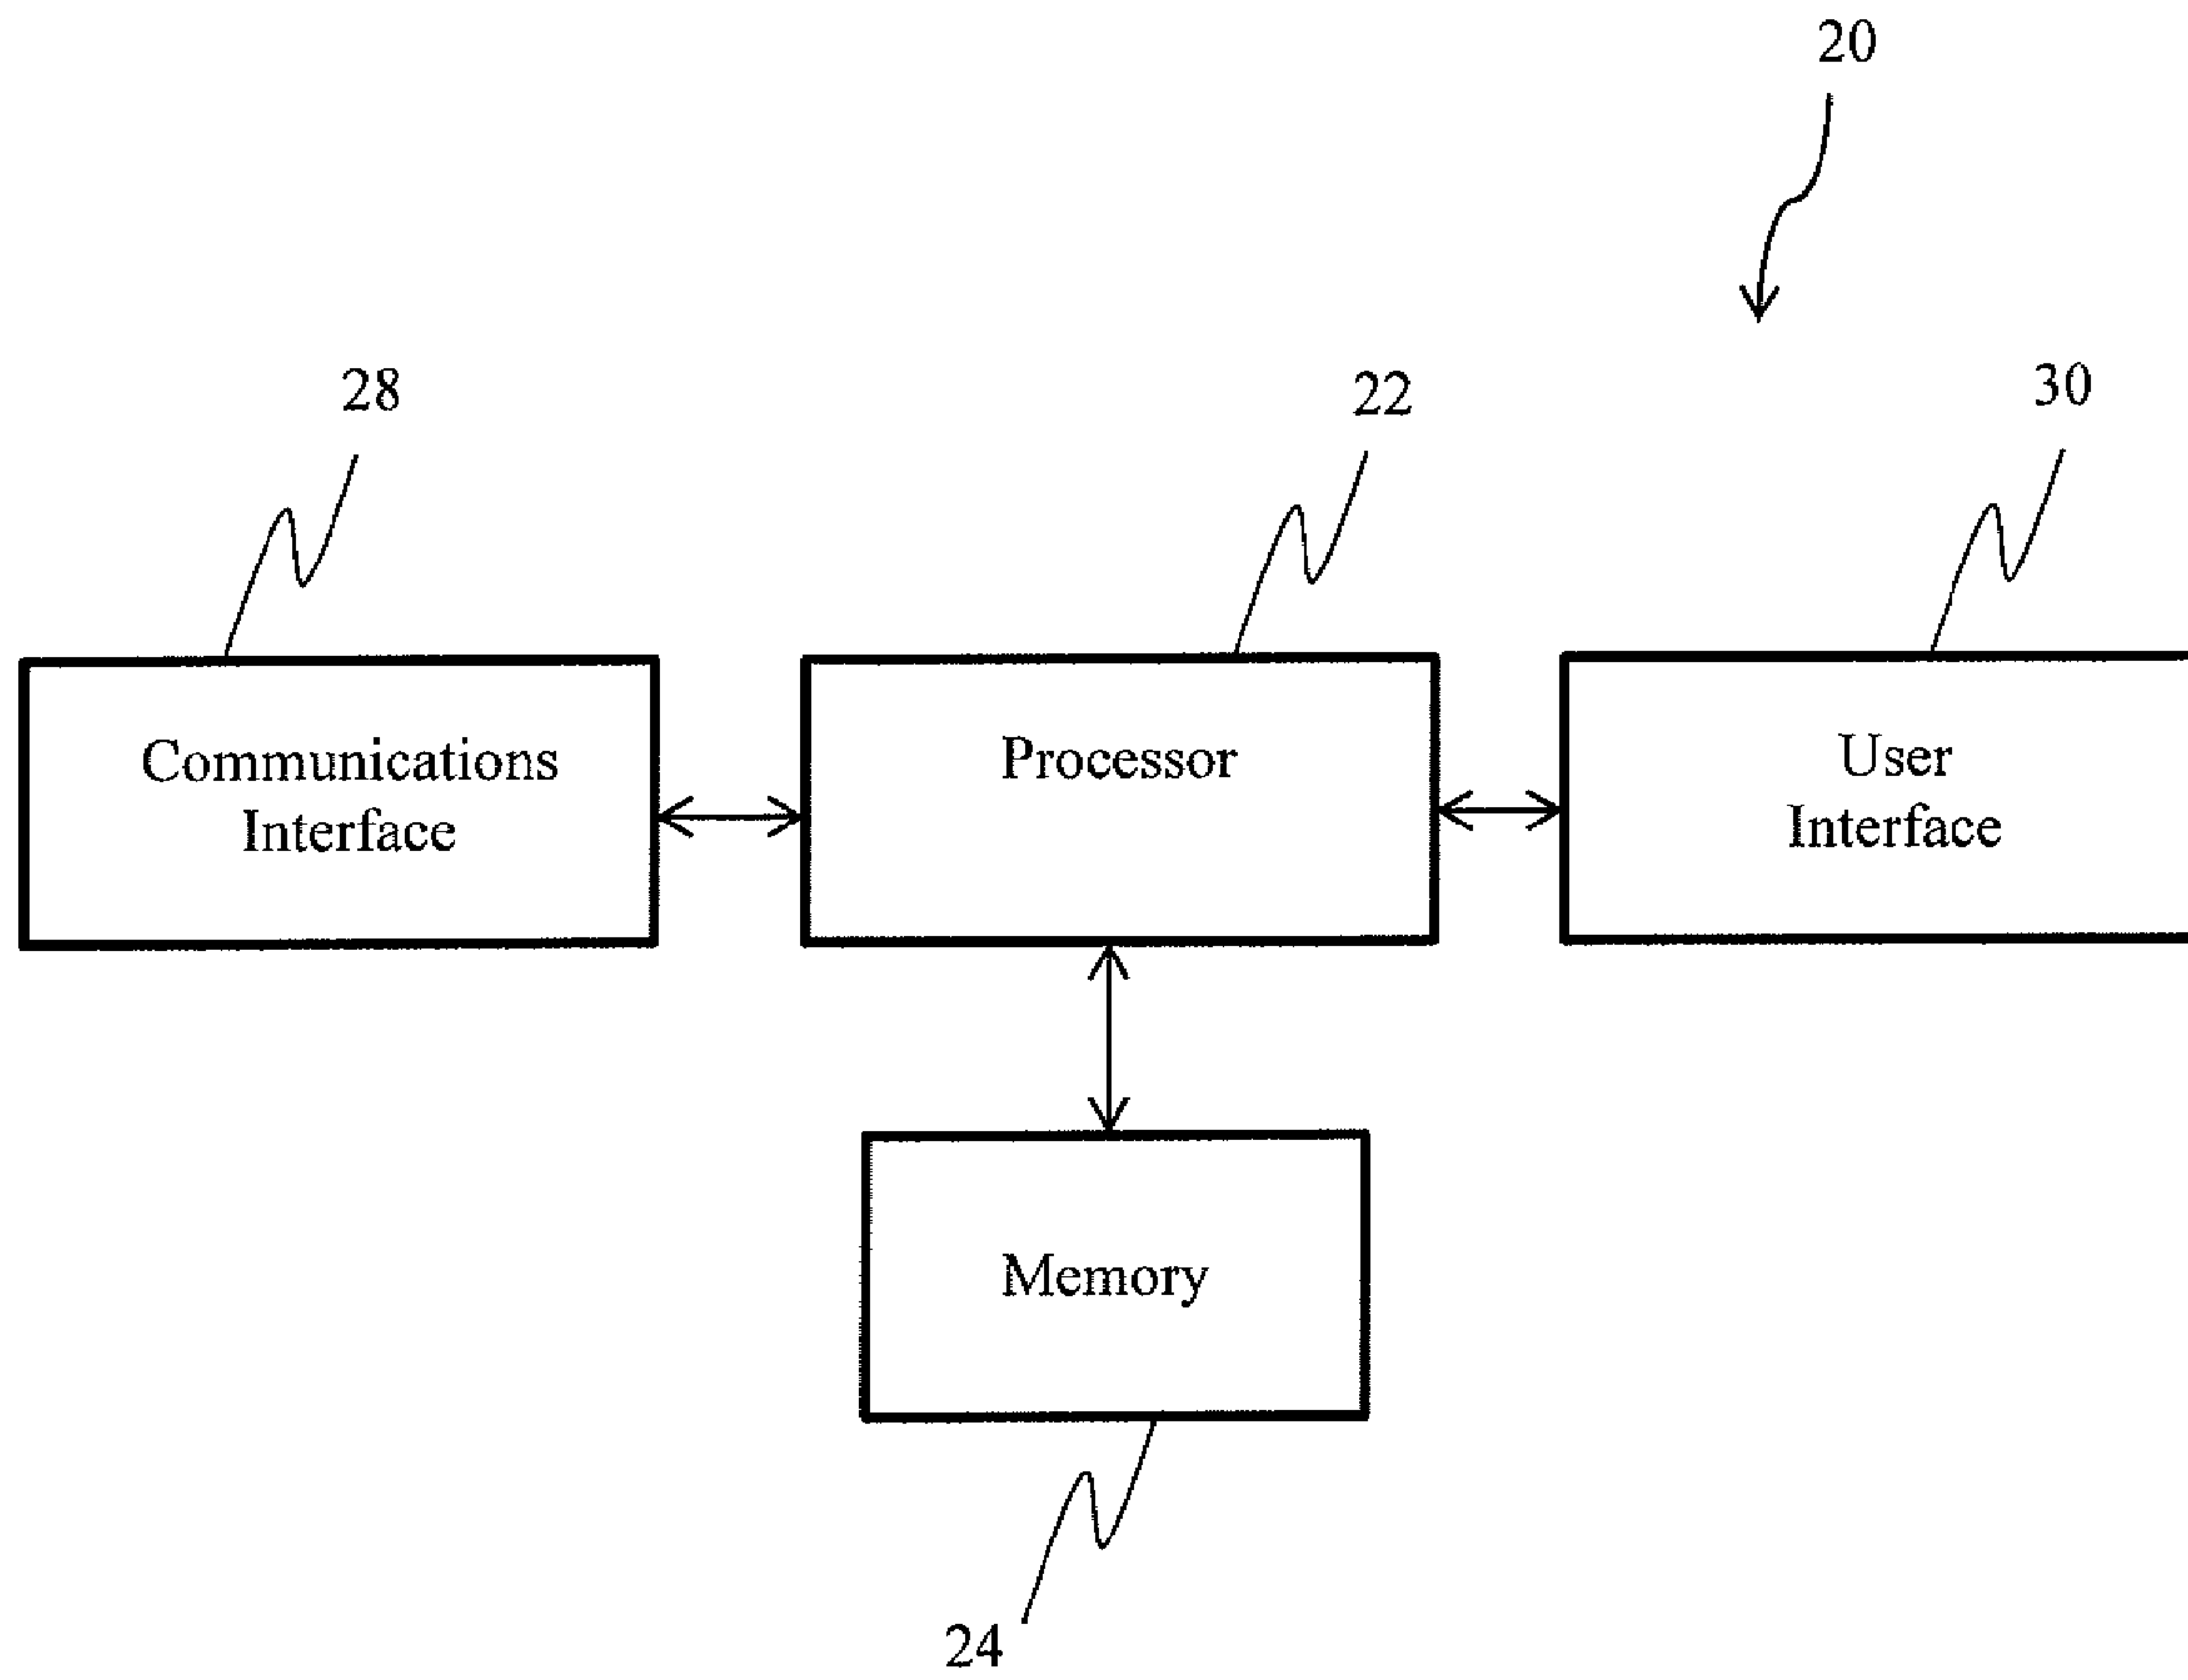 20
28
22
30
Communications
Interface
Processor
User
Interface
Memory
24